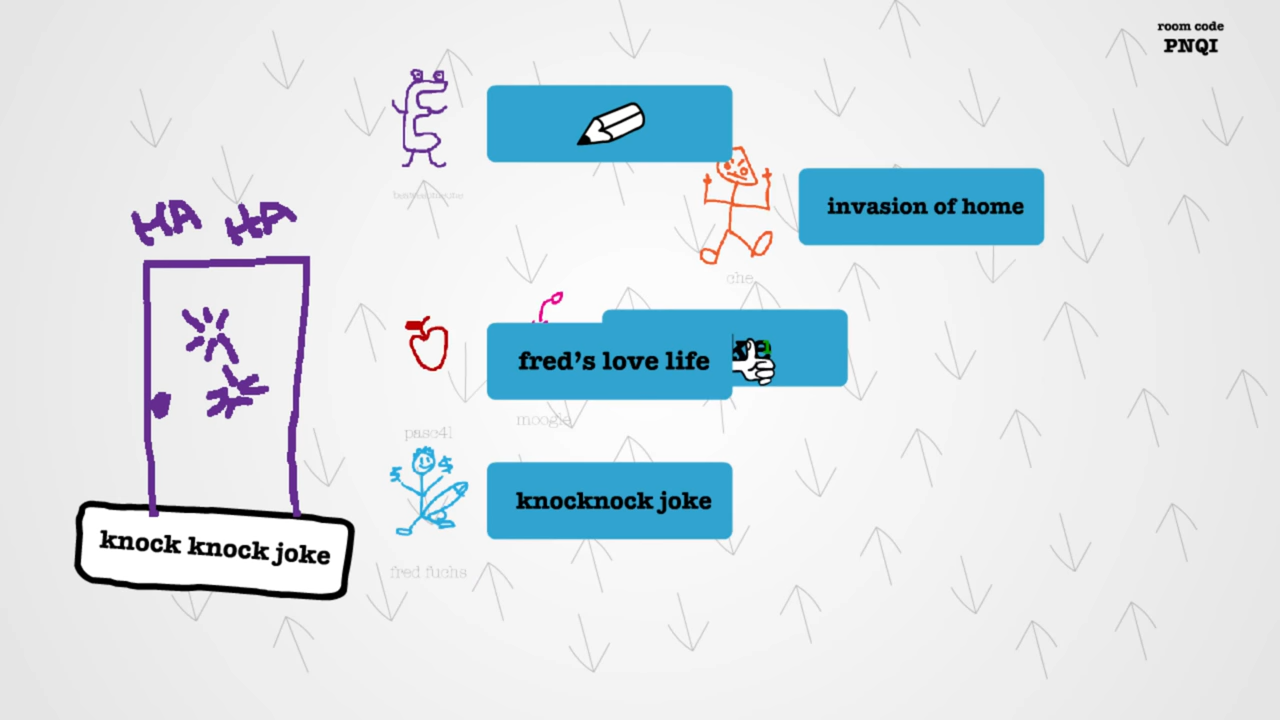 room code
PNQI
HA HA
invasion of home
che
fred's love life
moogle
pasc4l
knocknock joke
knock knock joke
fred fuchs